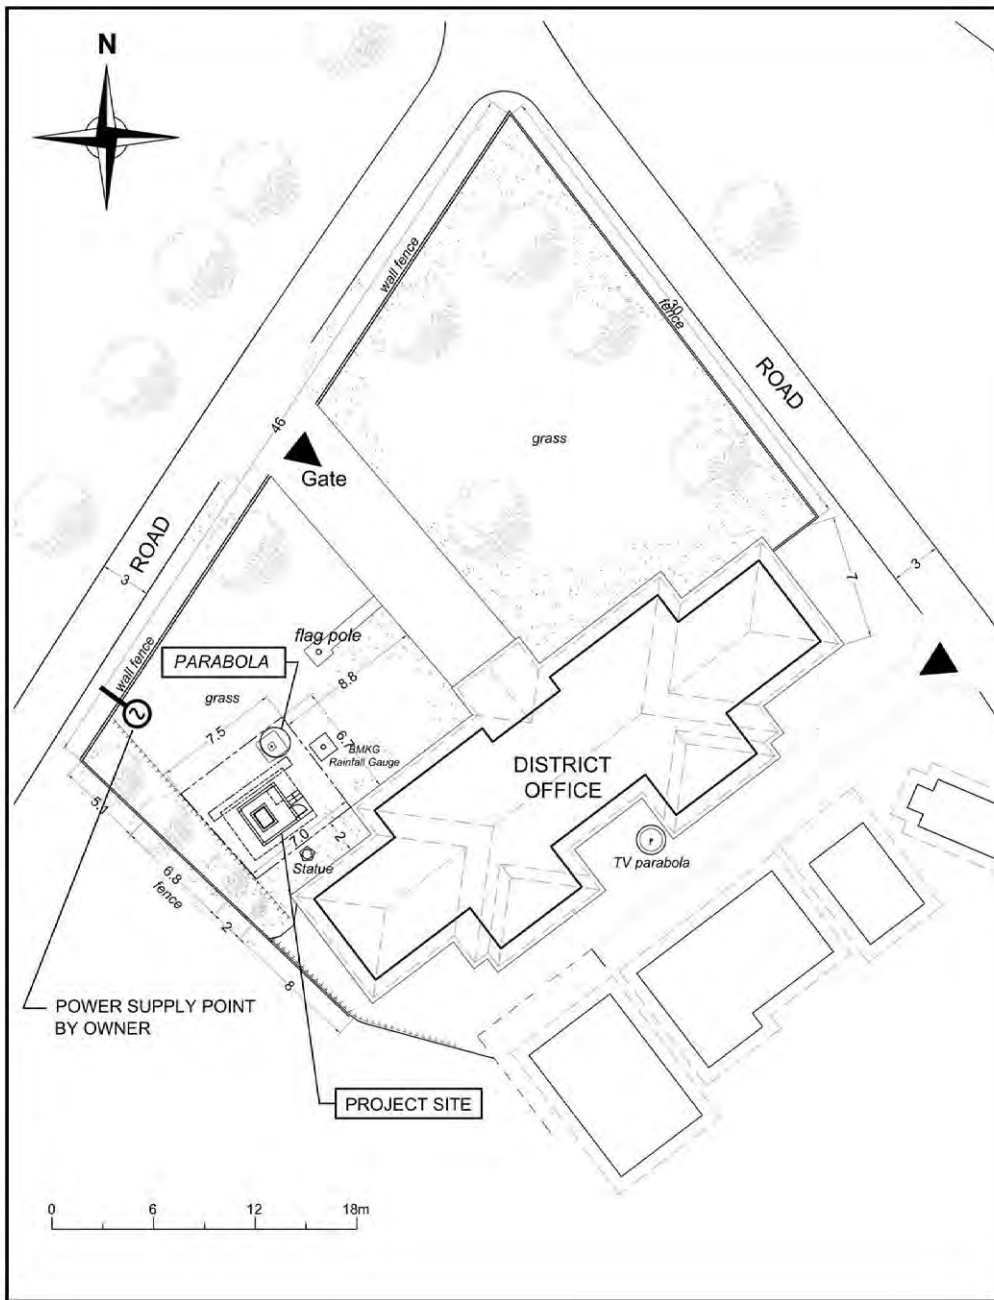 N
wall fence
30
fence
ROAD
46
grass
Gate
ROAD
3
3
7
flag pole
wall fence
PARABOLA
8.8
grass
7.5
6.7
BMKG
Rainfall Gauge
DISTRICT
OFFICE
5.1
7.0
2
Statue
TV parabola
6.8
fence
2
8
POWER SUPPLY POINT
BY OWNER
PROJECT SITE
0 6 12 18m